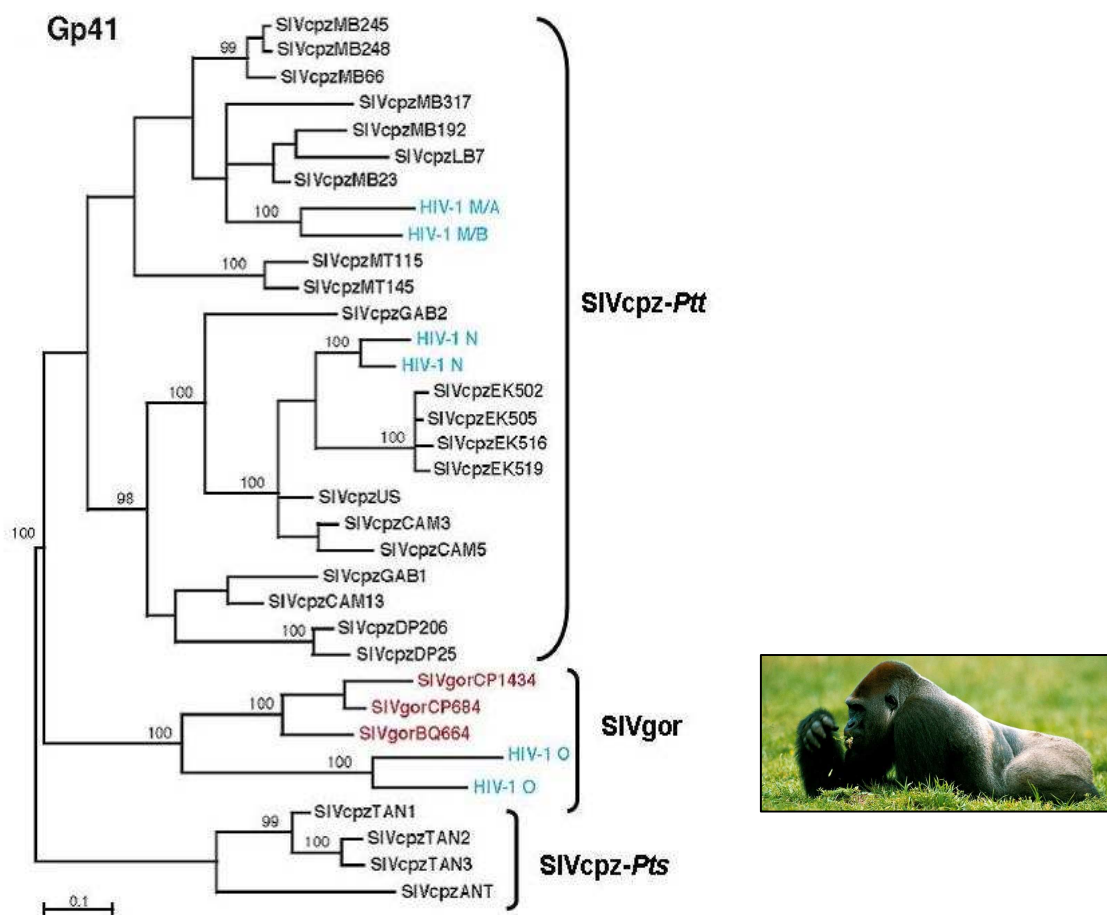 Gp41
SIVcpzMB245
99
SIVcpzMB248
SIVcpzMB66
SIVcpzMB317
SIVcpzMB192
SIVcpzLB7
SIVcpzMB23
HIV-1 M/A
100
HIV-1 M/B
SIVcpzMT115
100
SIVcpzMT145
SIVcpz-Ptt
SIVcpzGAB2
HIV-1 N
100
HIV-1 N
100
SIVcpzEK502
SIVcpzEK505
100
SIVcpzEK516
SIVcpzEK519
100
SIVcpzUS
98
SIVcpzCAM3
100
SIVcpzCAM5
SIVcpzGAB1
SIVcpzCAM13
SIVcpzDP206
100
SIVcpzDP25
SIVgorCP1434
100
SIVgorCP684
SIVgor
SIVgorBQ664
100
HIV-1 O
100
HIV-1 O
SIVcpzTAN1
99
SIVcpzTAN2
100
SIVcpzTAN3
SIVcpz-Pts
SIVcpzANT
0.1